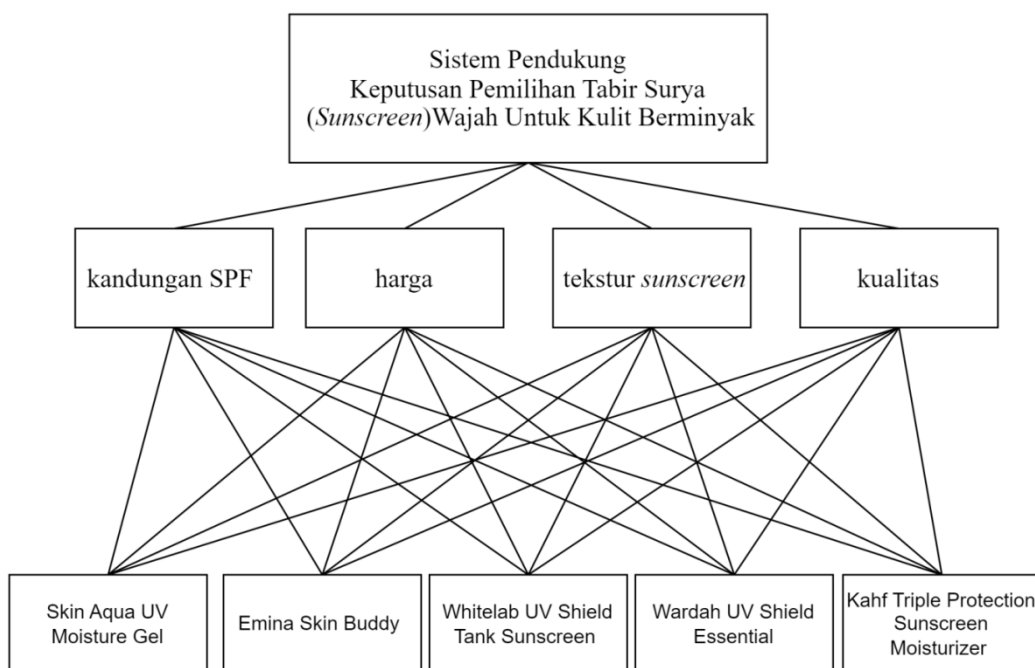 Sistem Pendukung
Keputusan Pemilihan Tabir Surya
(Sunscreen)Wajah Untuk Kulit Berminyak
kandungan SPF
harga
tekstur sunscreen
kualitas
Skin Aqua UV
Moisture Gel
Emina Skin Buddy
Whitelab UV Shield
Tank Sunscreen
Wardah UV Shield
Essential
Kahf Triple Protection
Sunscreen
Moisturizer